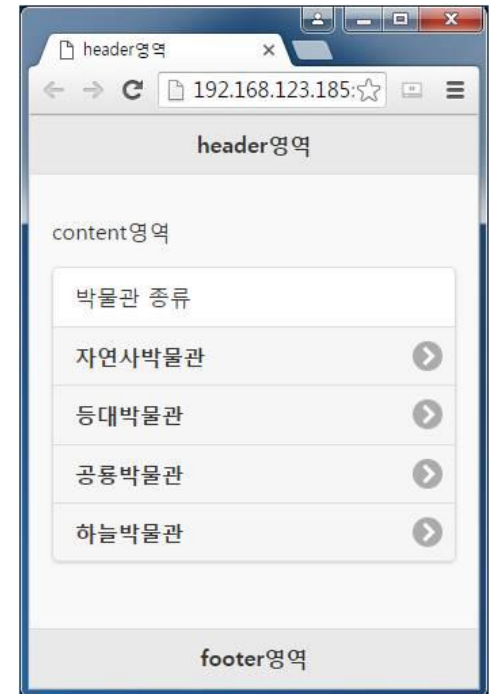 header영역
192.168.123.185:
header영역
content영역
박물관 종류
자연사박물관
등대박물관
공룡박물관
하늘박물관
footer영역